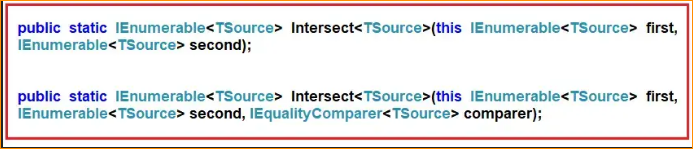 public static IEnumerable<TSource> Intersect<TSource>(this IEnumerable<TSource> first,
IEnumerable<TSource> second);
public static IEnumerable<TSource> Intersect<TSource>(this IEnumerable<TSource> first,
IEnumerable<TSource> second, IEqualityComparer<TSource> comparer);